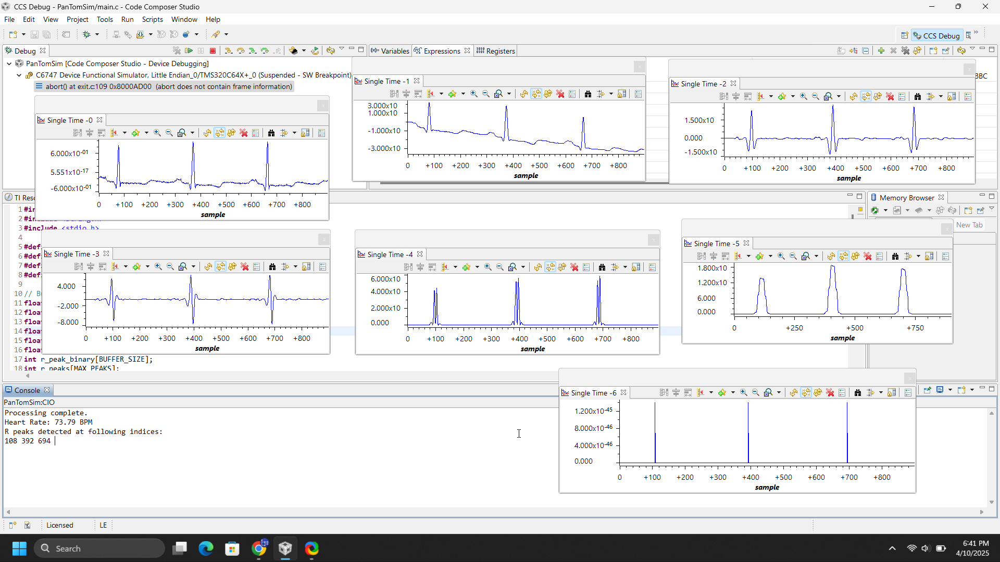 CCS Debug - PanTomSim/main.c - Code Composer Studio
File Edit View Project Tools Run Scripts Window Help
CCS Debug
Debug
(x)= Variables Expressions Registers
PanTomSim [Code Composer Studio - Device Debugging]
C6747 Device Functional Simulator, Little Endian_0/TMS320C64X+_0 (Suspended - SW Breakpoint)
abort() at exit.c:109 0x8000AD00 (abort does not contain frame information)
BBC
Single Time -0
6.000x10-01
5.551x10-17
-6.000x10-01
0 +100 +200 +300 +400 +500 +600 +700 +800
sample
Single Time -1
3.000x10
1.000x10
-1.000x10
-3.000x10
0 +100 +200 +300 +400 +500 +600 +700 +800
sample
Single Time -2
1.500x10
0.000
-1.500x10
0 +100 +200 +300 +400 +500 +600 +700 +800
sample
TI Reso
Memory Browser
New Tab
1 #in
2
3 #include <stdio.h>
4
5 #def
6 #def
7 #def
8 #def
9
10 // B
11 floa
12 floa
13 floa
14 floa
15 floa
16 floa
17 int r_peak_binary[BUFFER_SIZE];
18 int r_peaks[MAX_PEAKS];
Single Time -3
4.000
-2.000
-8.000
0 +100 +200 +300 +400 +500 +600 +700 +800
sample
Single Time -4
6.000x10
4.000x10
2.000x10
0.000
0 +100 +200 +300 +400 +500 +600 +700 +800
sample
Single Time -5
1.800x10
1.200x10
6.000
0.000
0 +250 +500 +750
sample
Console
PanTomSim:CIO
Processing complete.
Heart Rate: 73.79 BPM
R peaks detected at following indices:
108 392 694
Single Time -6
1.200x10-45
8.000x10-46
4.000x10-46
0.000
0 +100 +200 +300 +400 +500 +600 +700 +800
sample
Licensed LE
Search
6:41 PM
4/10/2025